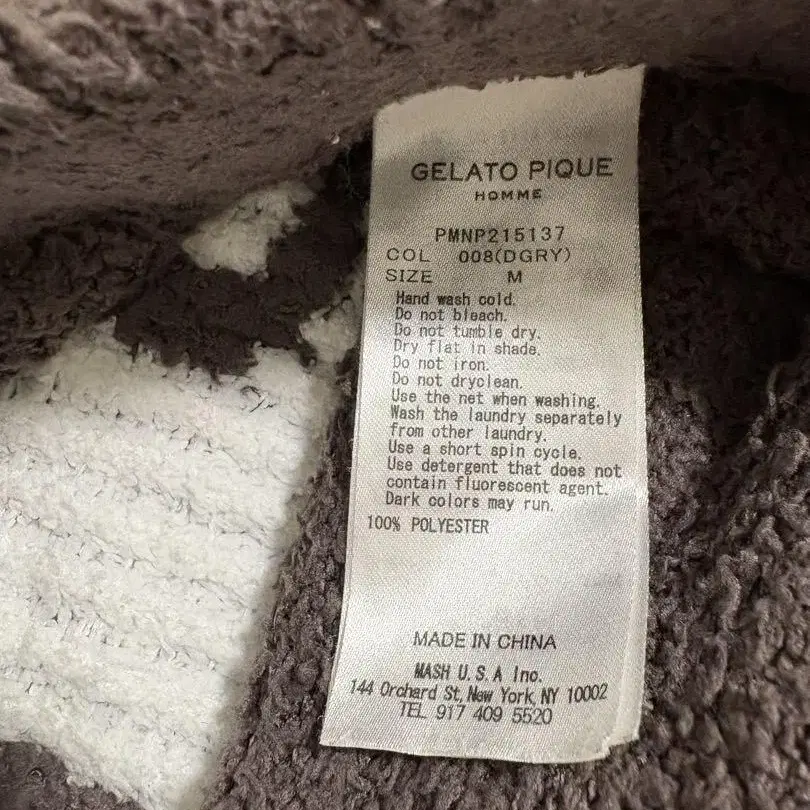 GELATO PIQUE
HOMME
PMNP215137
COL 008(DGRY)
SIZE M
Hand wash cold.
Do not bleach.
Do not tumble dry.
Dry flat in shade.
Do not iron.
Do not dryclean.
Use the net when washing.
Wash the laundry separately
from other laundry.
Use a short spin cycle.
Use detergent that does not
contain fluorescent agent.
Dark colors may run.
100% POLYESTER
MADE IN CHINA
MASH U.S.A Inc.
144 Orchard St, New York, NY 10002
TEL 917 409 5520